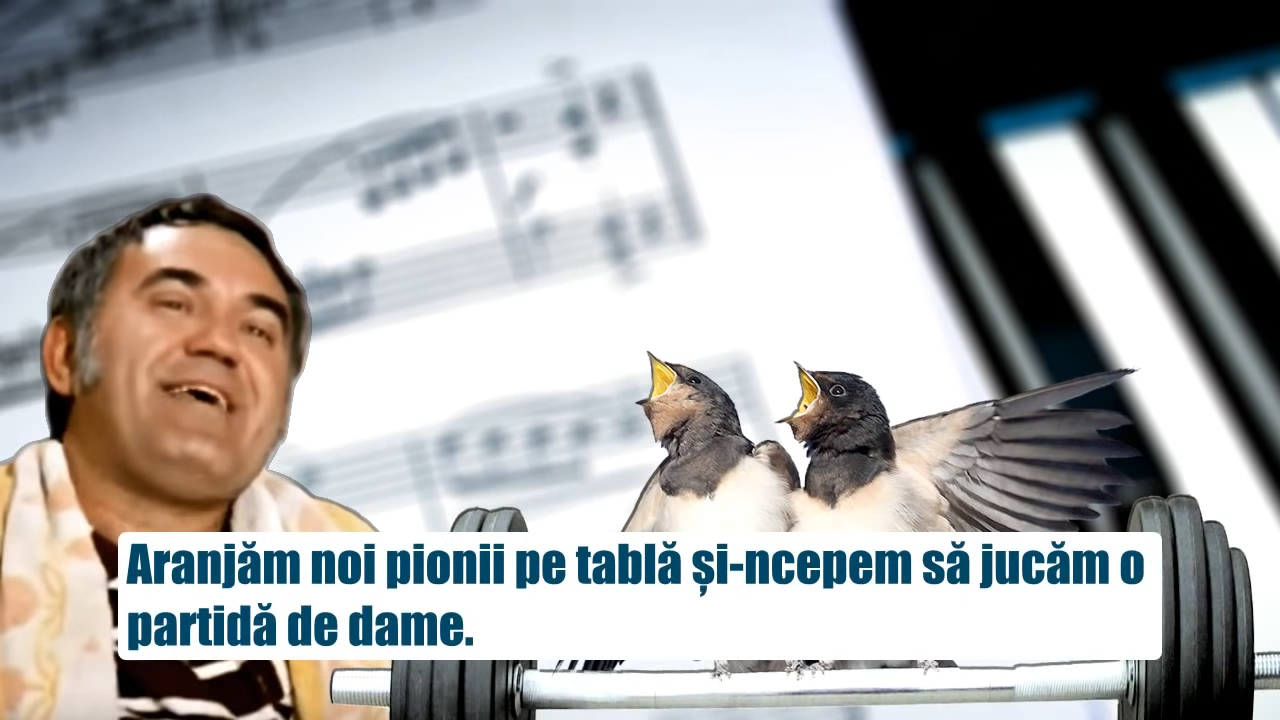 Aranjăm noi pionii pe tablă și-ncepem să jucăm o
partidă de dame.